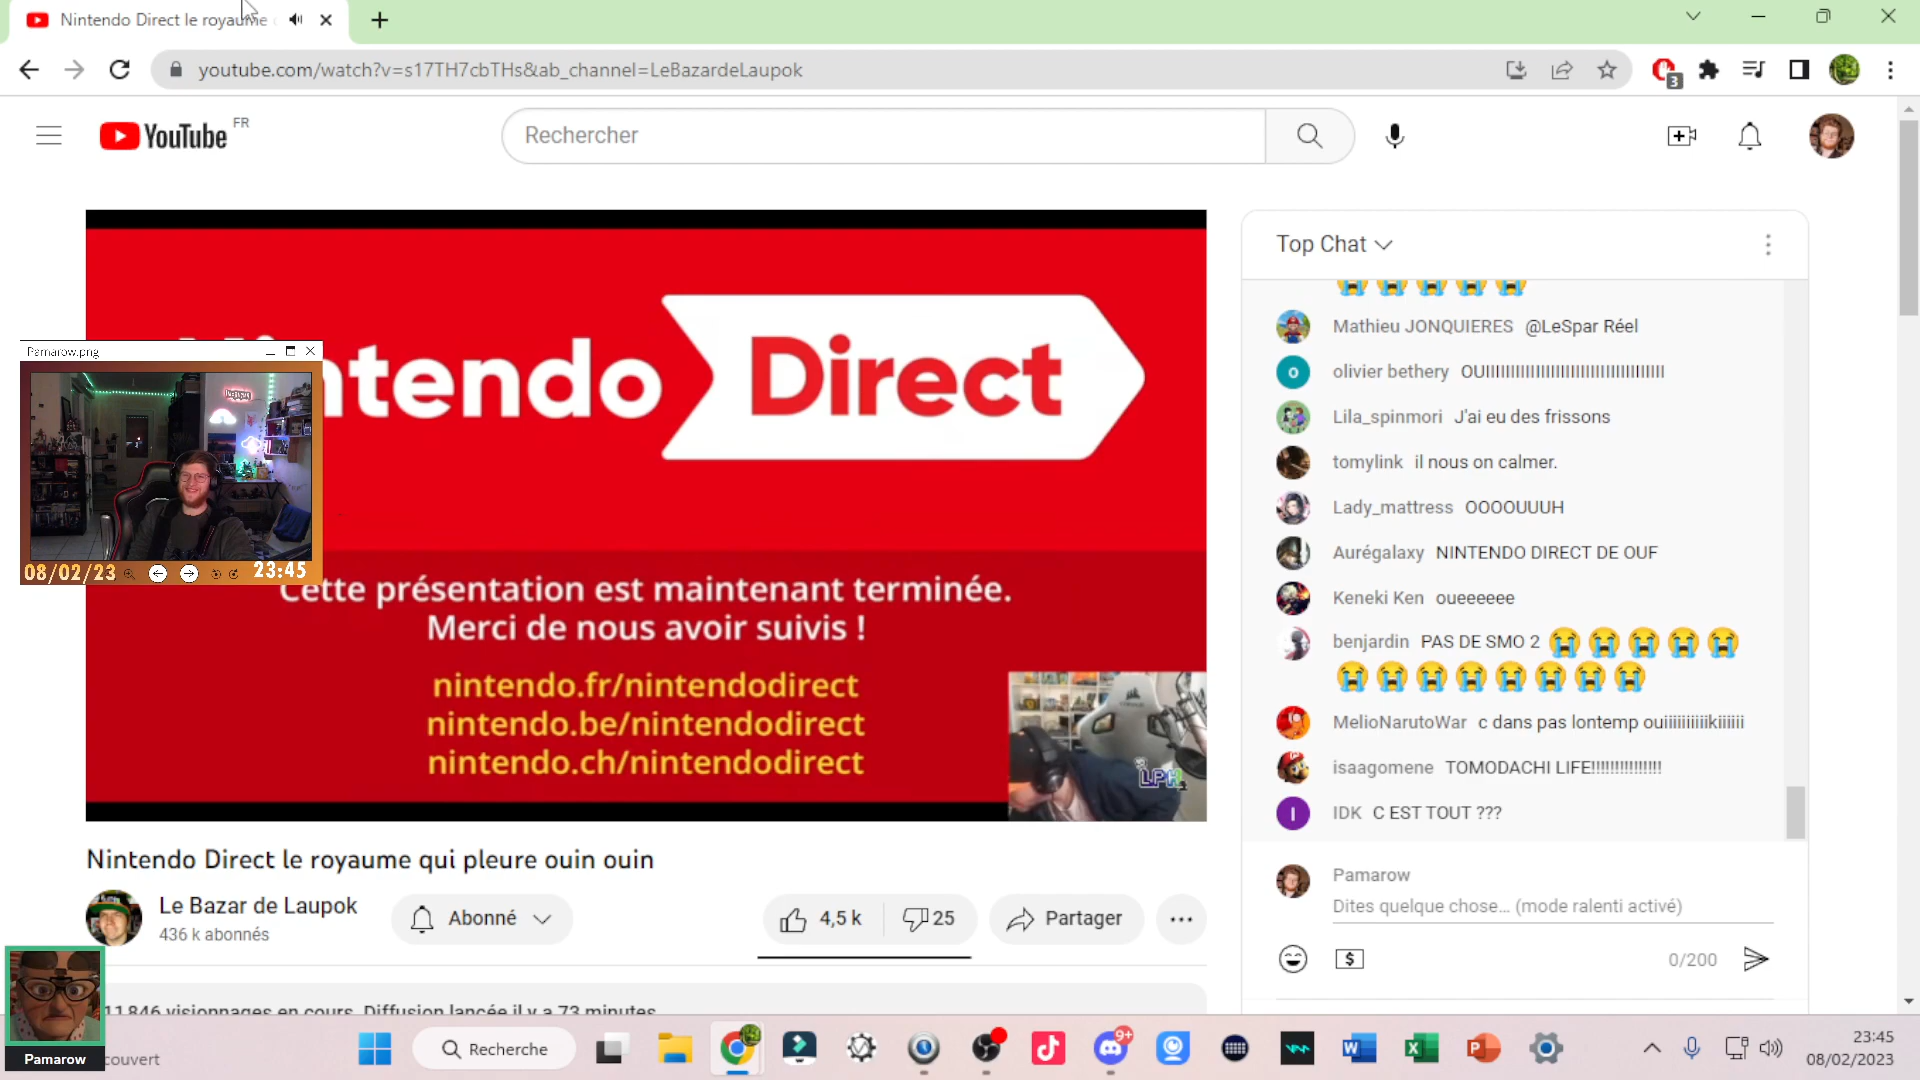 Nintendo Direct le royaume
youtube.com/watch?v=s17TH7cbTHs&ab_channel=LeBazardeLaupok
3
YouTube FR
Rechercher
Top Chat
Mathieu JONQUIERES @LeSpar Réel
olivier bethery OUIIIIIIIIIIIIIIIIIIIIIIIIIIIIIIIIIII
Lila_spinmori J'ai eu des frissons
tomylink il nous on calmer.
Lady_mattress OOOOUUUH
Aurégalaxy NINTENDO DIRECT DE OUF
Keneki Ken oueeeeee
benjardin PAS DE SMO 2 😭😭😭😭😭
😭😭😭😭😭😭😭😭
MelioNarutoWar c dans pas lontemp ouiiiiiiiiiikiiiiii
isaagomene TOMODACHI LIFE!!!!!!!!!!!!!!!
IDK C EST TOUT ???
Pamarow
Dites quelque chose... (mode ralenti activé)
0/200
Pamarow.png
08/02/23 23:45
ntendo Direct
Cette présentation est maintenant terminée.
Merci de nous avoir suivis !
nintendo.fr/nintendodirect
nintendo.be/nintendodirect
nintendo.ch/nintendodirect
Nintendo Direct le royaume qui pleure ouin ouin
Le Bazar de Laupok
436 k abonnés
Abonné
4,5 k
25
Partager
11 846 visionnages en cours Diffusion lancée il y a 73 minutes
Pamarow
couvert
Recherche
9+
23:45
08/02/2023